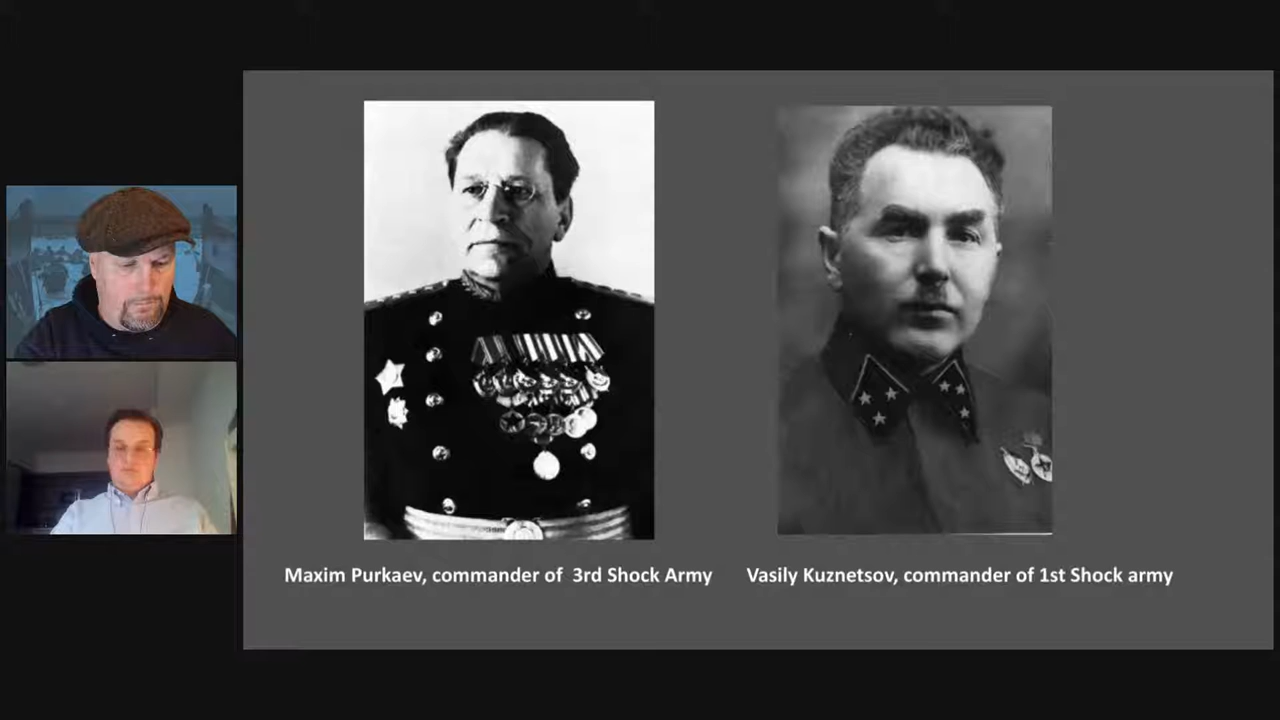 Maxim Purkaev, commander of  3rd Shock Army
Vasily Kuznetsov, commander of 1st Shock army